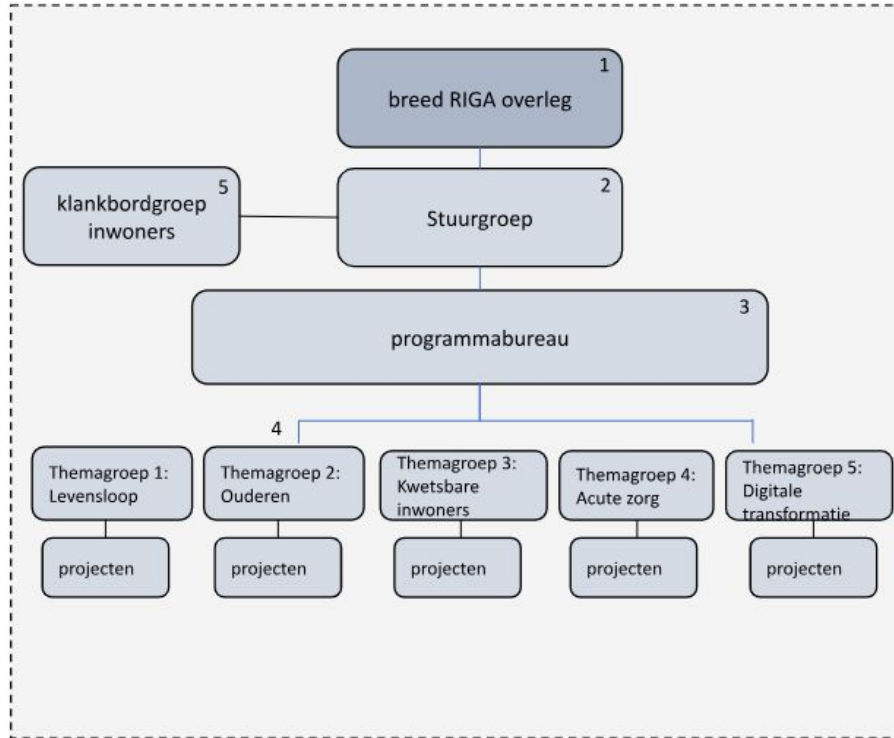 1
breed RIGA overleg
5
klankbordgroep
inwoners
2
Stuurgroep
3
programmabureau
4
Themagroep 1:
Levensloop
Themagroep 2:
Ouderen
Themagroep 3:
Kwetsbare
inwoners
Themagroep 4:
Acute zorg
Themagroep 5:
Digitale
transformatie
projecten
projecten
projecten
projecten
projecten